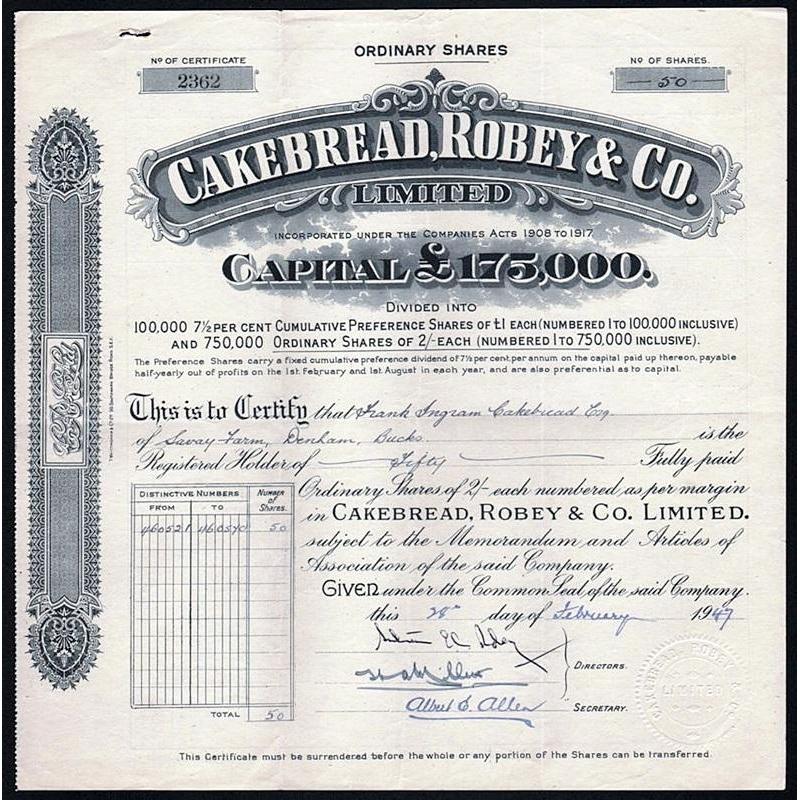 ORDINARY SHARES
No OF CERTIFICATE
2362
No OF SHARES.
50
CAKEBREAD, ROBEY & CO.
LIMITED
INCORPORATED UNDER THE COMPANIES ACTS 1908 TO 1917.
CAPITAL £175,000.
DIVIDED INTO
100,000 7½ PER CENT CUMULATIVE PREFERENCE SHARES OF £1 EACH (NUMBERED 1 TO 100,000 INCLUSIVE)
AND 750,000 ORDINARY SHARES OF 2/- EACH (NUMBERED 1 TO 750,000 INCLUSIVE).
The Preference Shares carry a fixed cumulative preference dividend of 7½ per cent. per annum on the capital paid up thereon, payable
half-yearly out of profits on the 1st. February and 1st. August in each year, and are also preferential as to capital.
This is to Certify that Frank Ingram Cakebread Esq
of Savay Farm, Denham, Bucks. is the
Registered Holder of Fifty Fully paid
Ordinary Shares of 2/- each numbered as per margin
in CAKEBREAD, ROBEY & CO. LIMITED.
subject to the Memorandum and Articles of
Association of the said Company.
GIVEN under the Common Seal of the said Company.
this 28th day of February 1947
DISTINCTIVE NUMBERS
FROM TO
NUMBER of Shares.
460521 460570 50
TOTAL 50
DIRECTORS.
Albert E. Allen SECRETARY.
CAKEBREAD, ROBEY & CO.
LIMITED
This Certificate must be surrendered before the whole or any portion of the Shares can be transferred.